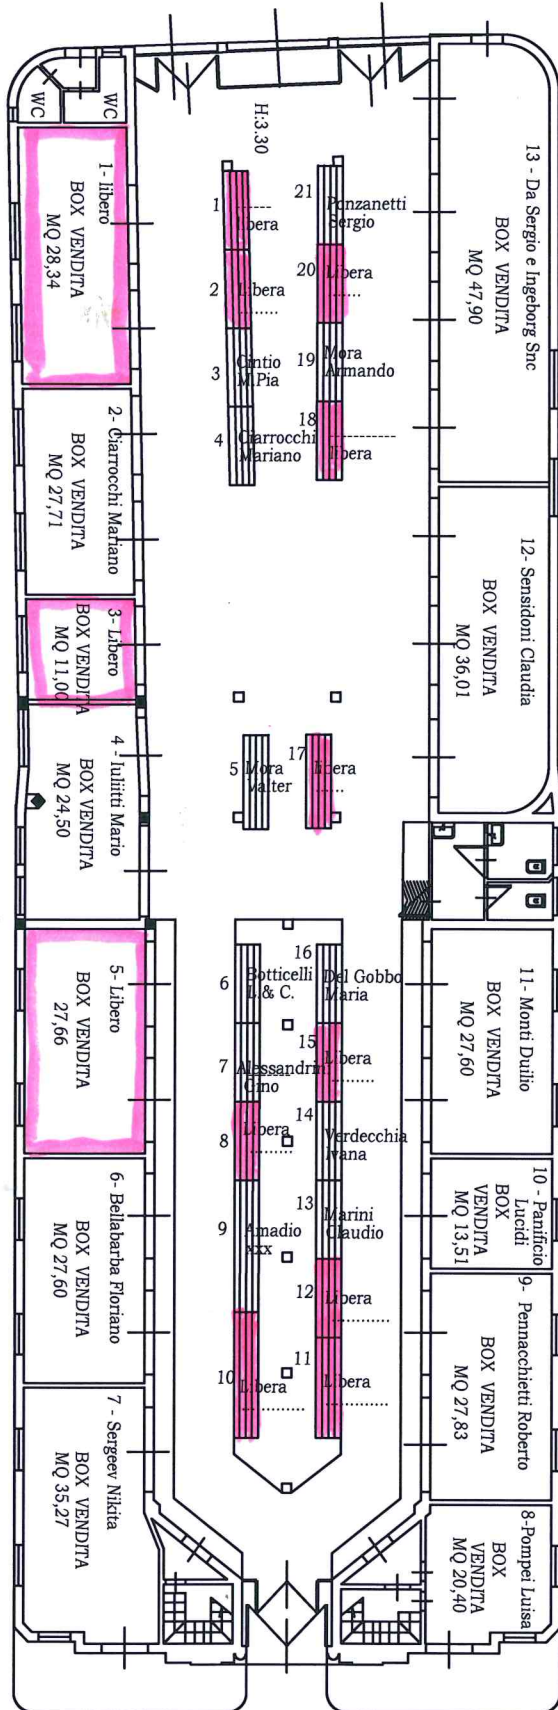 WC
WC
H:3.30
1- libero
BOX VENDITA
MQ 28,34
2- Ciarrocchi Mariano
BOX VENDITA
MQ 27,71
3- Libero
BOX VENDITA
MQ 11,00
4 - Iuliitti Mario
BOX VENDITA
MQ 24,50
5- Libero
BOX VENDITA
27,66
6- Bellabarba Floriano
BOX VENDITA
MQ 27,60
7 - Sergeev Nikita
BOX VENDITA
MQ 35,27
1 ---------
libera
2 Libera
........
3 Cintio
M.Pia
4 Ciarrocchi
Mariano
5 Mora
Valter
6 Botticelli
L. & C.
7 Alessandrini
Gino
8 Libera
..........
9 Amadio
xxx
10 Libera
..........
21 Ponzanetti
Sergio
20 Libera
......
19 Mora
Armando
18 -----------
libera
17 libera
......
16 Del Gobbo
Maria
15 Libera
..........
14 Verdecchia
Ivana
13 Marini
Claudio
12 Libera
............
11 Libera
............
13 - Da Sergio e Ingeborg Snc
BOX VENDITA
MQ 47,90
12- Sensidoni Claudia
BOX VENDITA
MQ 36,01
11- Monti Duilio
BOX VENDITA
MQ 27,60
10 - Panificio
Lucidi
BOX
VENDITA
MQ 13,51
9- Pennacchietti Roberto
BOX VENDITA
MQ 27,83
8-Pompei Luisa
BOX
VENDITA
MQ 20,40